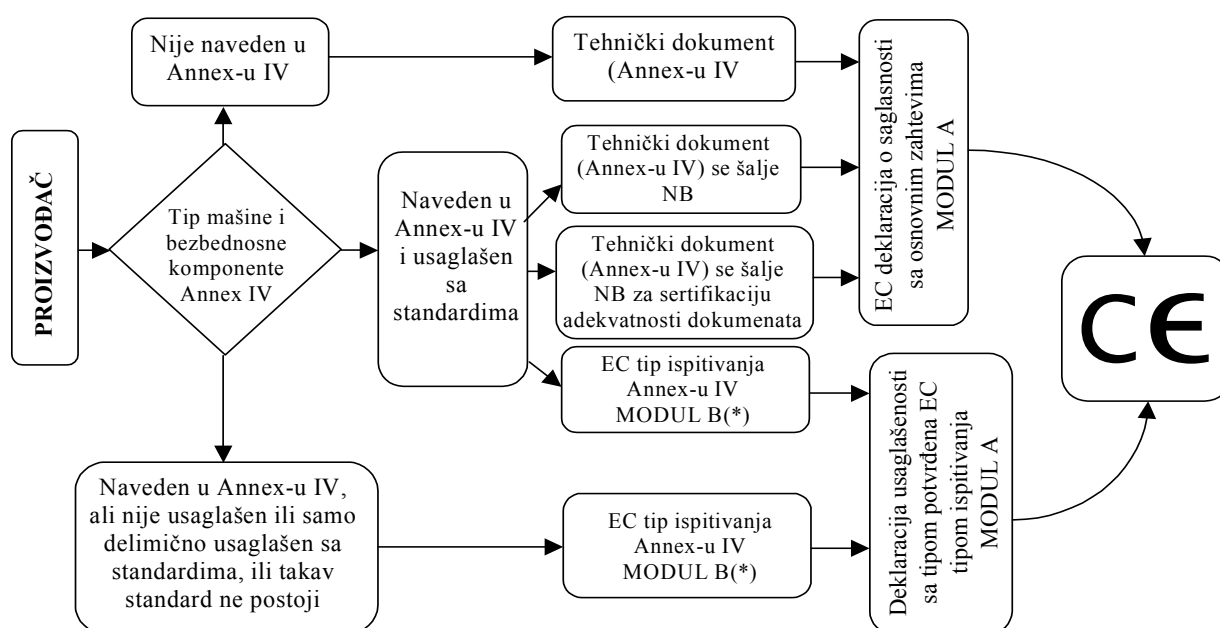 Nije naveden u
Annex-u IV
Tehnički dokument
(Annex-u IV
PROIZVOĐAČ
Tip mašine i
bezbednosne
komponente
Annex IV
Naveden u
Annex-u IV
i usaglašen
sa
standardima
Tehnički dokument
(Annex-u IV) se šalje
NB
Tehnički dokument
(Annex-u IV) se šalje
NB za sertifikaciju
adekvatnosti dokumenata
EC tip ispitivanja
Annex-u IV
MODUL B(*)
EC deklaracija o saglasnosti
sa osnovnim zahtevima
MODUL A
Naveden u Annex-u IV,
ali nije usaglašen ili samo
delimično usaglašen sa
standardima, ili takav
standard ne postoji
EC tip ispitivanja
Annex-u IV
MODUL B(*)
Deklaracija usaglašenosti
sa tipom potvrđena EC
tipom ispitivanja
MODUL A
CE